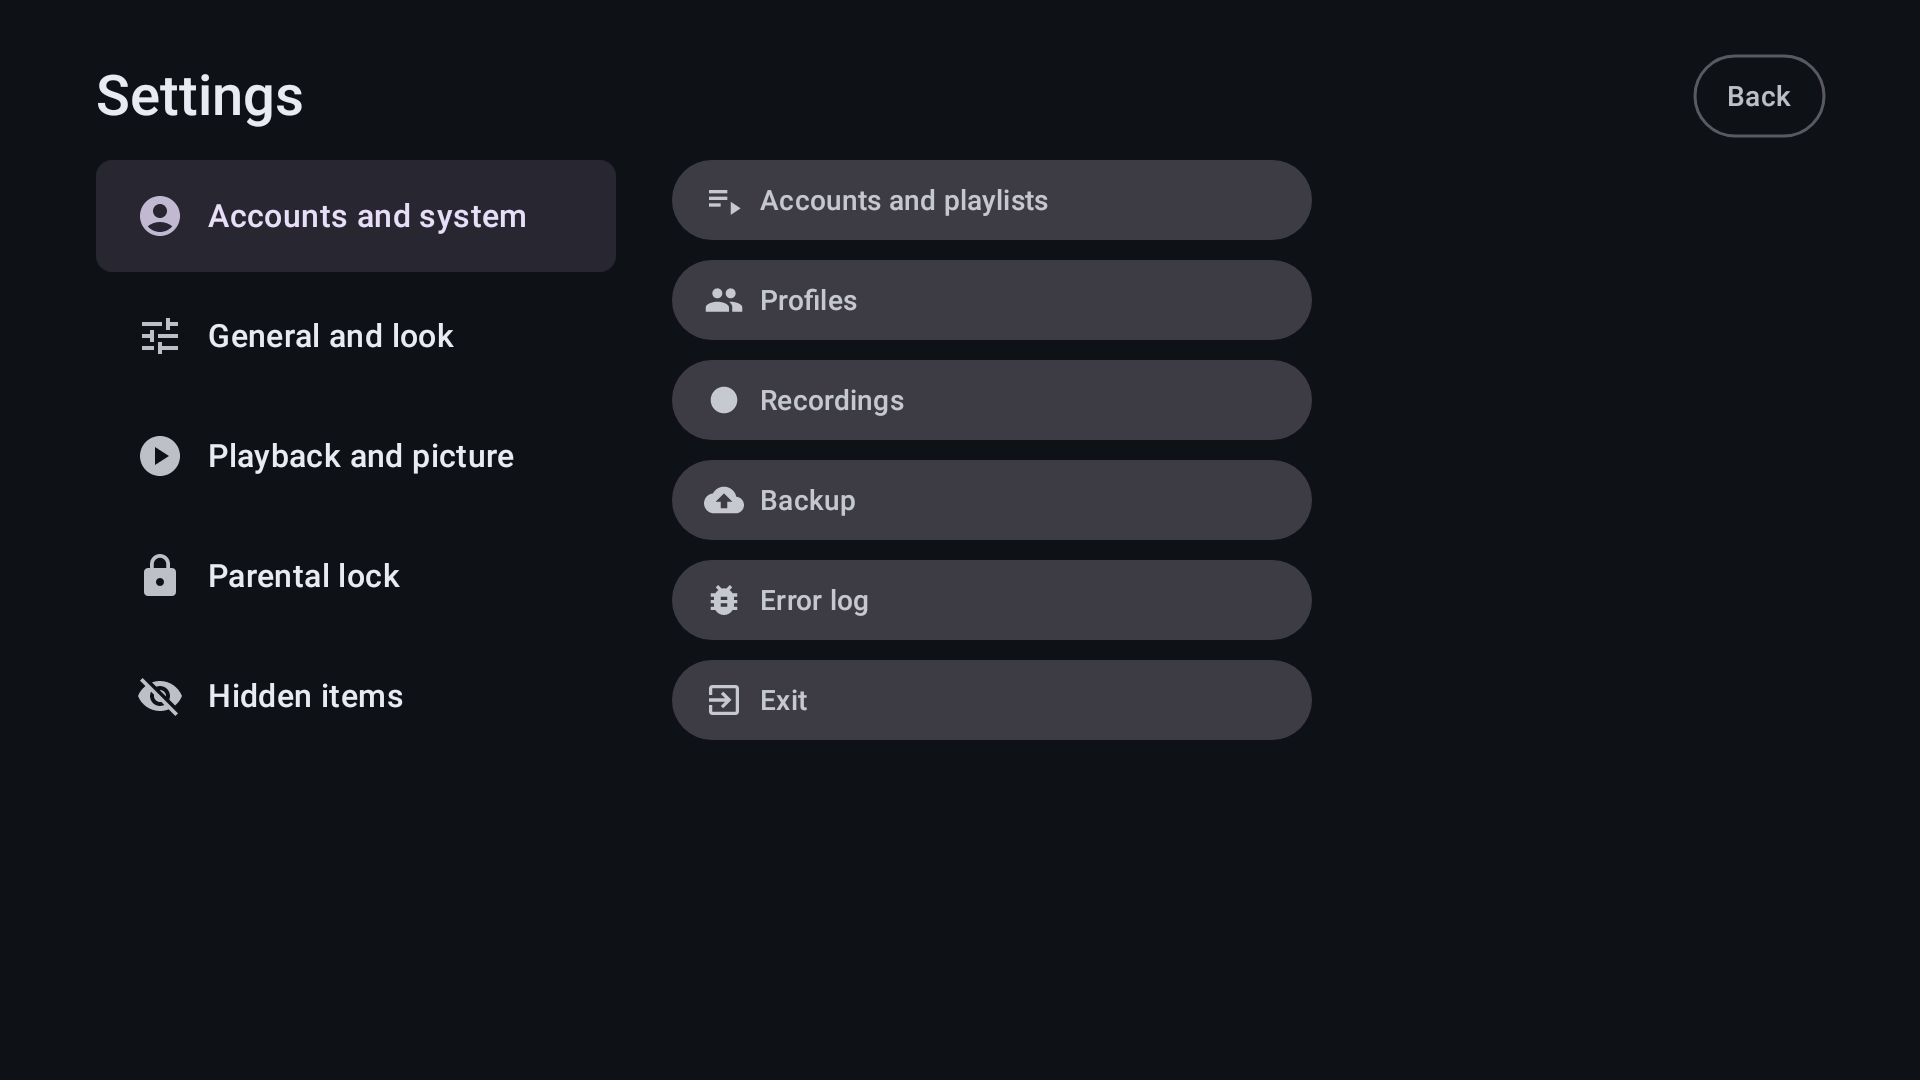 Settings
Back
Accounts and system
General and look
Playback and picture
Parental lock
Hidden items
Accounts and playlists
Profiles
Recordings
Backup
Error log
Exit